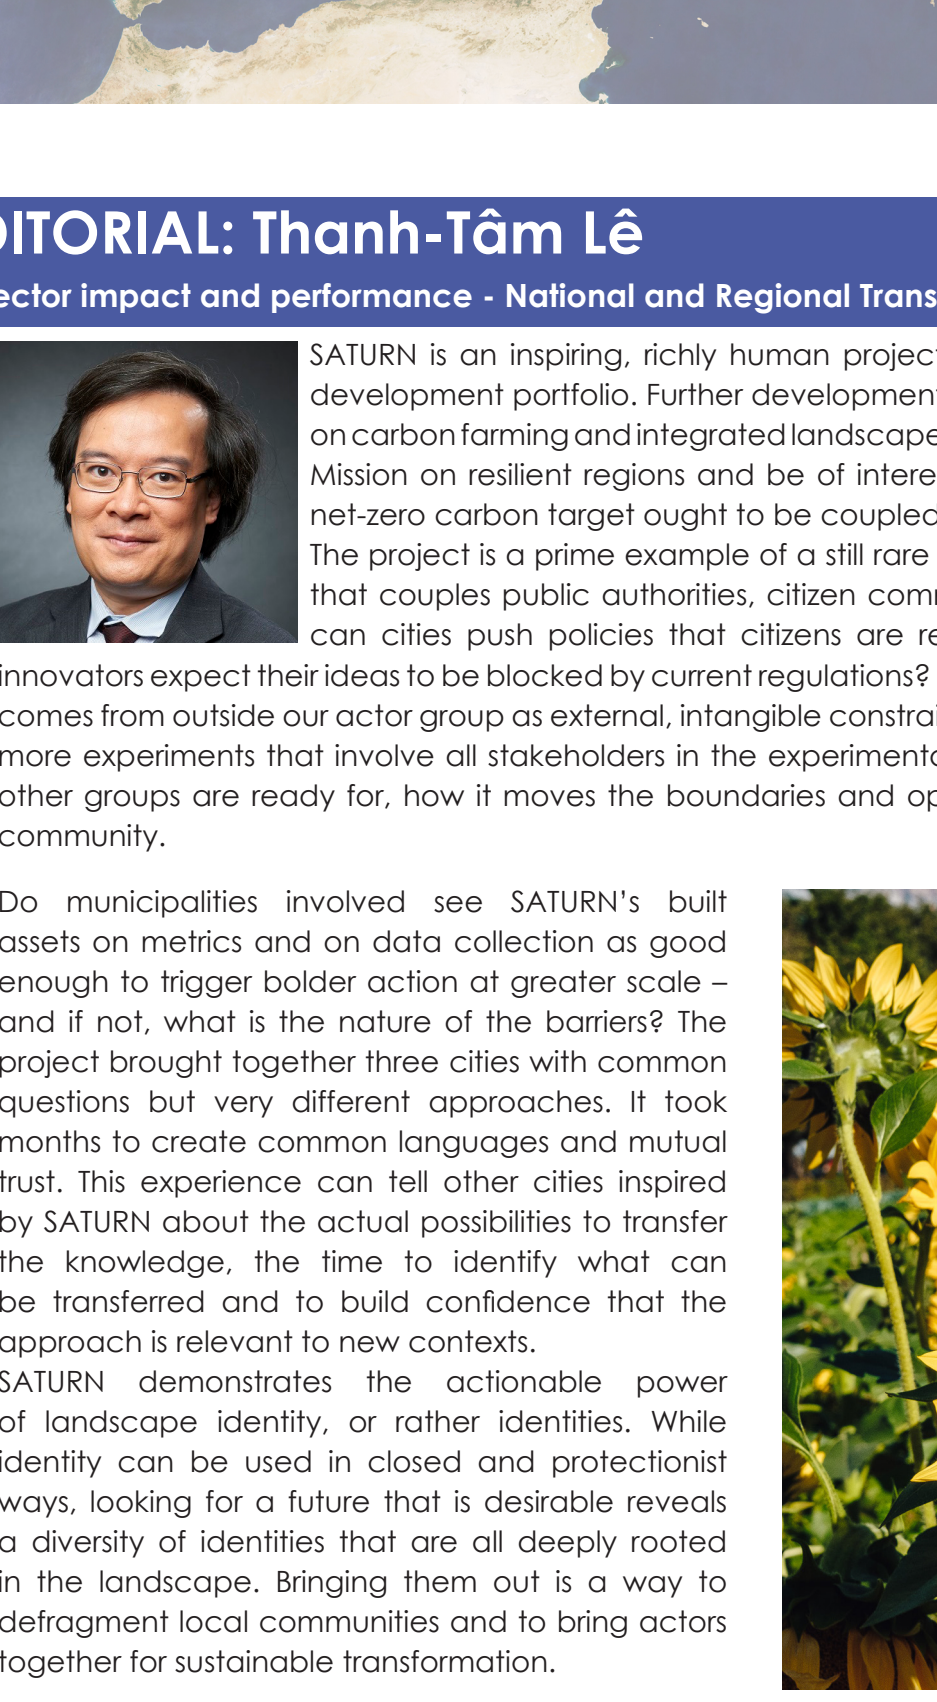 DITORIAL: Thanh-Tâm Lê
ector impact and performance - National and Regional Trans
SATURN is an inspiring, richly human project
development portfolio. Further development
on carbon farming and integrated landscape
Mission on resilient regions and be of intere
net-zero carbon target ought to be coupled
The project is a prime example of a still rare
that couples public authorities, citizen comm
can cities push policies that citizens are re
innovators expect their ideas to be blocked by current regulations?
comes from outside our actor group as external, intangible constrai
more experiments that involve all stakeholders in the experimenta
other groups are ready for, how it moves the boundaries and op
community.
Do municipalities involved see SATURN’s built
assets on metrics and on data collection as good
enough to trigger bolder action at greater scale –
and if not, what is the nature of the barriers? The
project brought together three cities with common
questions but very different approaches. It took
months to create common languages and mutual
trust. This experience can tell other cities inspired
by SATURN about the actual possibilities to transfer
the knowledge, the time to identify what can
be transferred and to build confidence that the
approach is relevant to new contexts.
SATURN demonstrates the actionable power
of landscape identity, or rather identities. While
identity can be used in closed and protectionist
ways, looking for a future that is desirable reveals
a diversity of identities that are all deeply rooted
in the landscape. Bringing them out is a way to
defragment local communities and to bring actors
together for sustainable transformation.